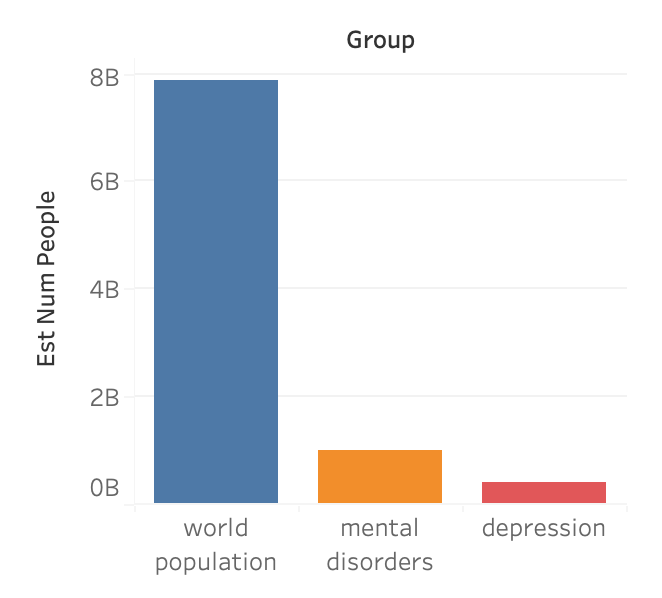 Group
Est Num People
8B
6B
4B
2B
0B
world
population
mental
disorders
depression